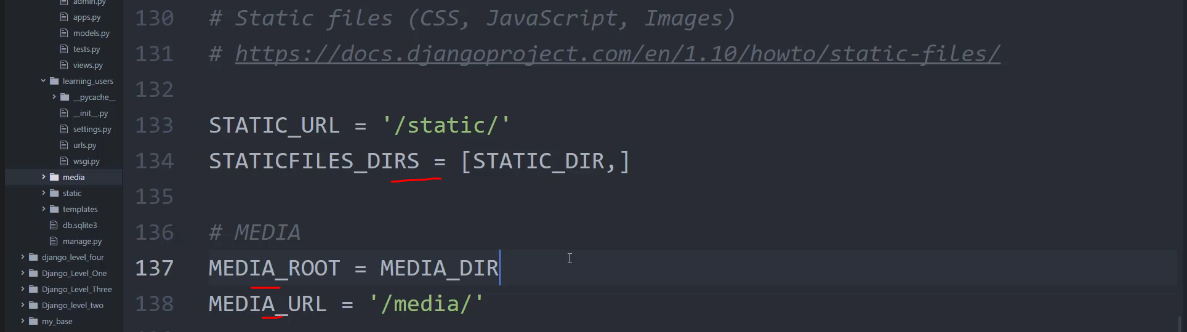 admin.py
apps.py
models.py
tests.py
views.py
learning_users
__pycache__
__init__.py
settings.py
urls.py
wsgi.py
media
static
templates
db.sqlite3
manage.py
django_level_four
Django_Level_One
Django_Level_Three
Django_level_two
my_base
130 # Static files (CSS, JavaScript, Images)
131 # https://docs.djangoproject.com/en/1.10/howto/static-files/
132
133 STATIC_URL = '/static/'
134 STATICFILES_DIRS = [STATIC_DIR,]
135
136 # MEDIA
137 MEDIA_ROOT = MEDIA_DIR
138 MEDIA_URL = '/media/'